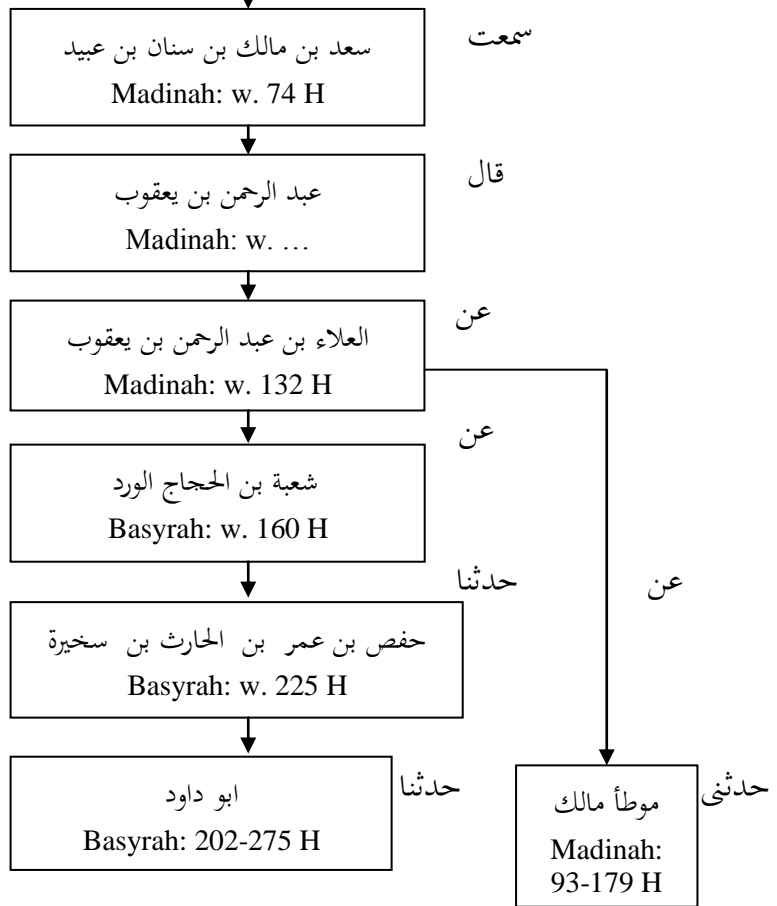 سمعت
سعد بن مالك بن سنان بن عبيد
Madinah: w. 74 H
قال
عبد الرحمن بن يعقوب
Madinah: w. …
عن
العلاء بن عبد الرحمن بن يعقوب
Madinah: w. 132 H
عن
شعبة بن الحجاج الورد
Basyrah: w. 160 H
حدثنا
عن
حفص بن عمر بن الحارث بن سخيرة
Basyrah: w. 225 H
حدثنا
ابو داود
Basyrah: 202-275 H
حدثنى
موطأ مالك
Madinah:
93-179 H